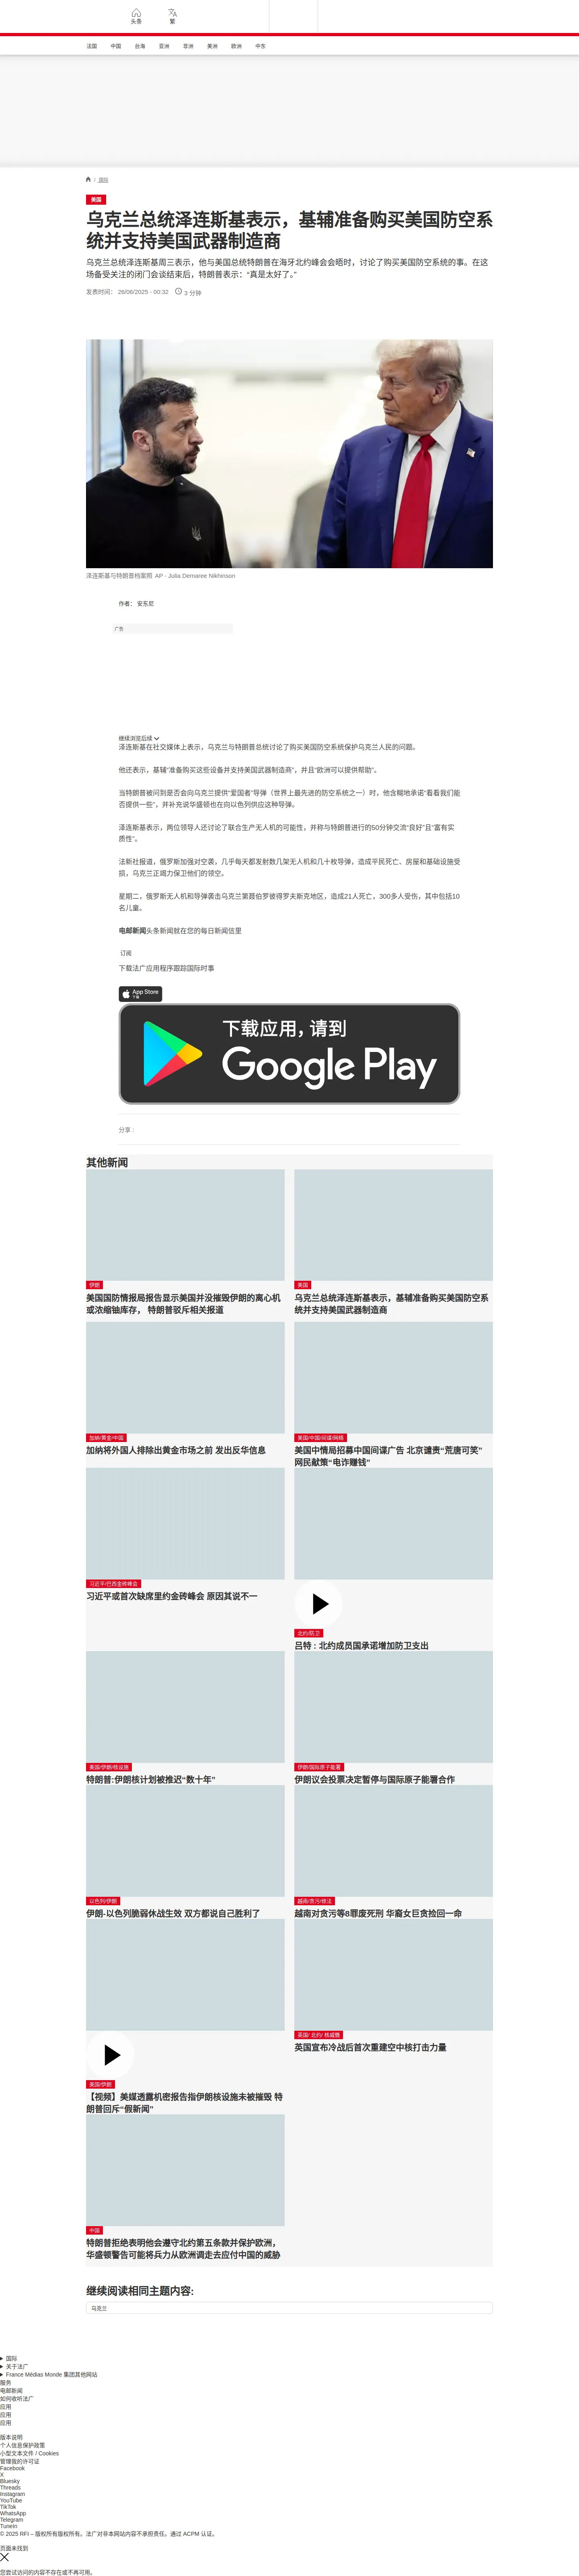 头条
繁
法国 中国 台海 亚洲 非洲 美洲 欧洲 中东
/ 国际
美国
乌克兰总统泽连斯基表示，基辅准备购买美国防空系
统并支持美国武器制造商
乌克兰总统泽连斯基周三表示，他与美国总统特朗普在海牙北约峰会会晤时，讨论了购买美国防空系统的事。在这
场备受关注的闭门会谈结束后，特朗普表示：“真是太好了。”
发表时间： 26/06/2025 - 00:32 3 分钟
泽连斯基与特朗普档案照 AP - Julia Demaree Nikhinson
作者： 安东尼
广告
继续浏览后续
泽连斯基在社交媒体上表示，乌克兰与特朗普总统讨论了购买美国防空系统保护乌克兰人民的问题。
他还表示，基辅“准备购买这些设备并支持美国武器制造商”，并且“欧洲可以提供帮助”。
当特朗普被问到是否会向乌克兰提供“爱国者”导弹（世界上最先进的防空系统之一）时，他含糊地承诺“看看我们能
否提供一些”，并补充说华盛顿也在向以色列供应这种导弹。
泽连斯基表示，两位领导人还讨论了联合生产无人机的可能性，并称与特朗普进行的50分钟交流“良好”且“富有实
质性”。
法新社报道，俄罗斯加强对空袭，几乎每天都发射数几架无人机和几十枚导弹，造成平民死亡、房屋和基础设施受
损，乌克兰正竭力保卫他们的领空。
星期二，俄罗斯无人机和导弹袭击乌克兰第聂伯罗彼得罗夫斯克地区，造成21人死亡，300多人受伤，其中包括10
名儿童。
电邮新闻头条新闻就在您的每日新闻信里
订阅
下载法广应用程序跟踪国际时事
App Store
下载
下载应用，请到
Google Play
分享 :
其他新闻
伊朗
美国国防情报局报告显示美国并没摧毁伊朗的离心机
或浓缩铀库存， 特朗普驳斥相关报道
美国
乌克兰总统泽连斯基表示，基辅准备购买美国防空系
统并支持美国武器制造商
加纳/黄金/中国
加纳将外国人排除出黄金市场之前 发出反华信息
美国/中国/间谍/网络
美国中情局招募中国间谍广告 北京谴责“荒唐可笑”
网民献策“电诈赚钱”
习近平/巴西金砖峰会
习近平或首次缺席里约金砖峰会 原因其说不一
北约/防卫
吕特 : 北约成员国承诺增加防卫支出
美国/伊朗/核设施
特朗普:伊朗核计划被推迟“数十年”
伊朗/国际原子能署
伊朗议会投票决定暂停与国际原子能署合作
以色列/伊朗
伊朗-以色列脆弱休战生效 双方都说自己胜利了
越南/贪污/修法
越南对贪污等8罪废死刑 华裔女巨贪捡回一命
美国/伊朗
【视频】美媒透露机密报告指伊朗核设施未被摧毁 特
朗普回斥“假新闻”
英国/ 北约/ 核威慑
英国宣布冷战后首次重建空中核打击力量
中国
特朗普拒绝表明他会遵守北约第五条款并保护欧洲，
华盛顿警告可能将兵力从欧洲调走去应付中国的威胁
继续阅读相同主题内容:
乌克兰
国际
关于法广
France Médias Monde 集团其他网站
服务
电邮新闻
如何收听法广
应用
应用
应用
版本说明
个人信息保护政策
小型文本文件 / Cookies
管理我的许可证
Facebook
X
Bluesky
Threads
Instagram
YouTube
TikTok
WhatsApp
Telegram
TuneIn
© 2025 RFI – 版权所有版权所有。法广对非本网站内容不承担责任。通过 ACPM 认证。
页面未找到
您尝试访问的内容不存在或不再可用。